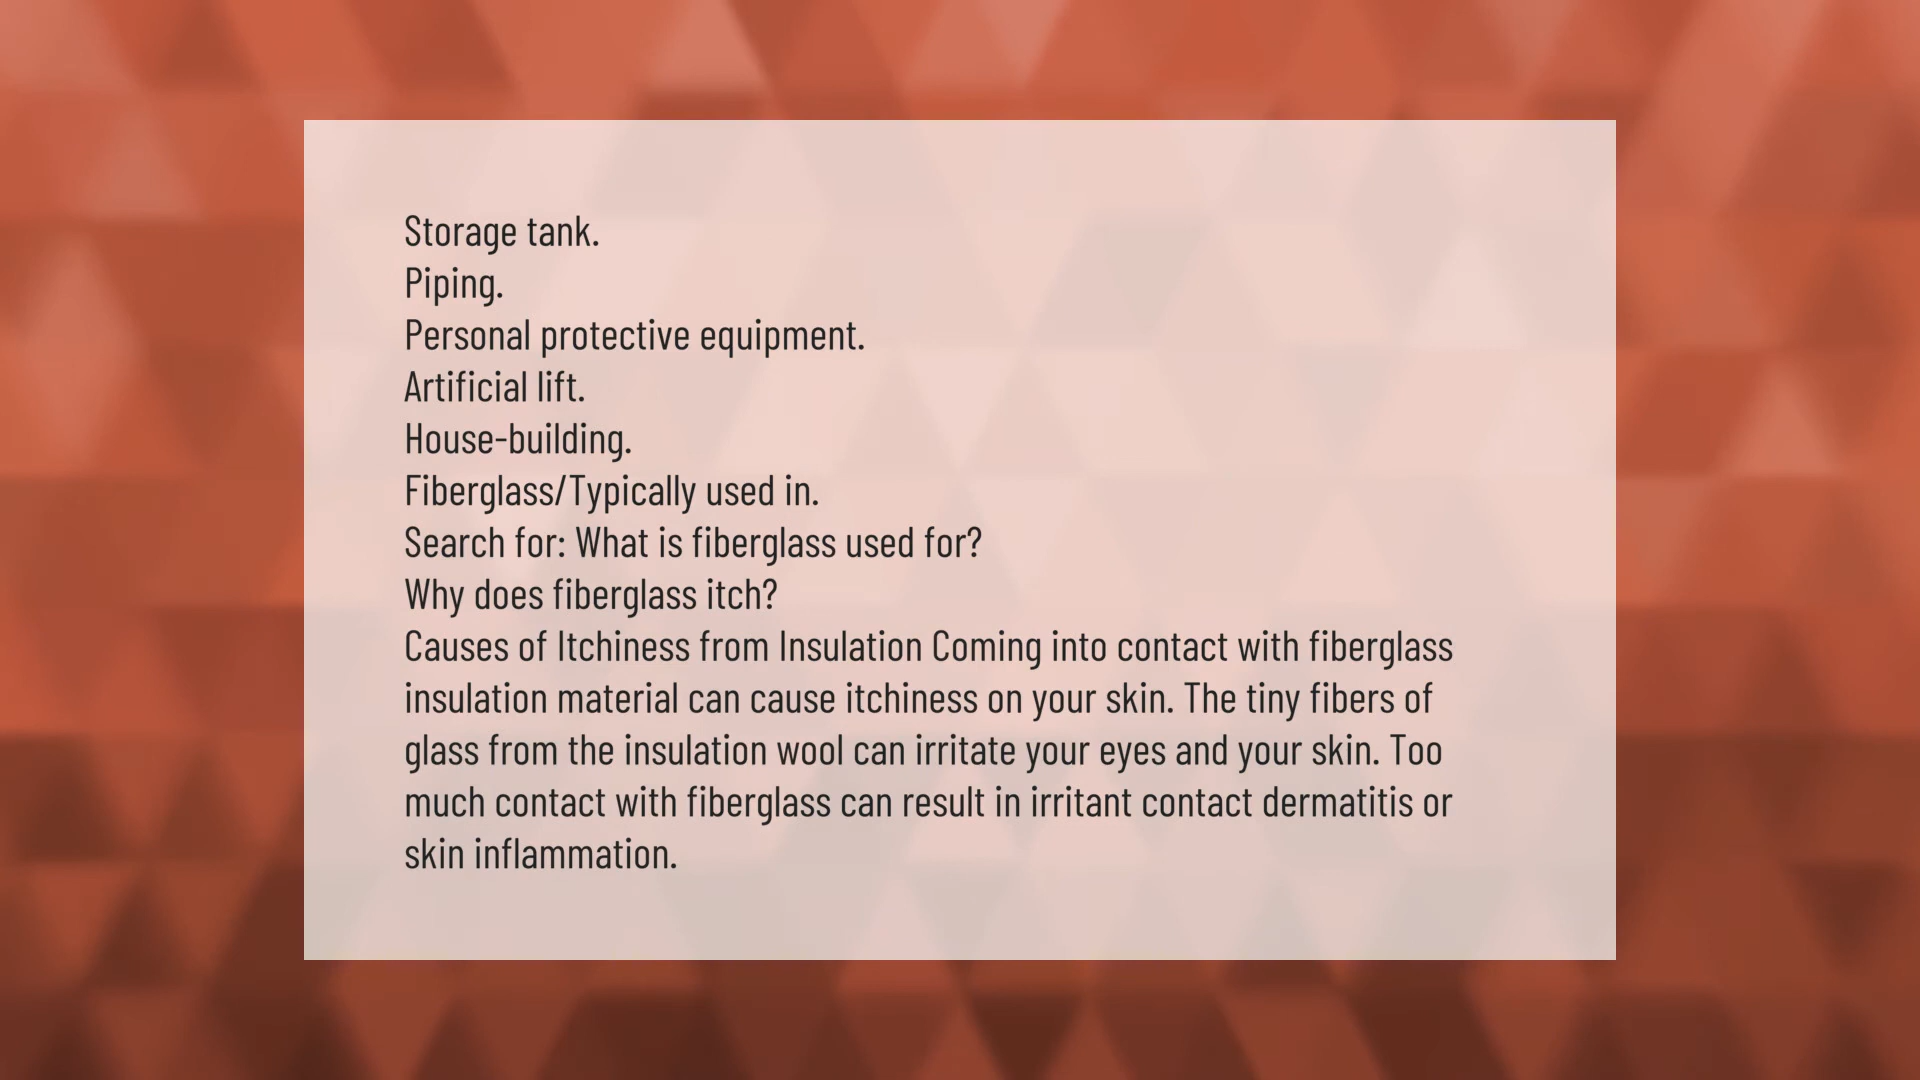 Storage tank.
Piping.
Personal protective equipment.
Artificial lift.
House-building.
Fiberglass/Typically used in.
Search for: What is fiberglass used for?
Why does fiberglass itch?
Causes of Itchiness from Insulation Coming into contact with fiberglass
insulation material can cause itchiness on your skin. The tiny fibers of
glass from the insulation wool can irritate your eyes and your skin. Too
much contact with fiberglass can result in irritant contact dermatitis or
skin inflammation.